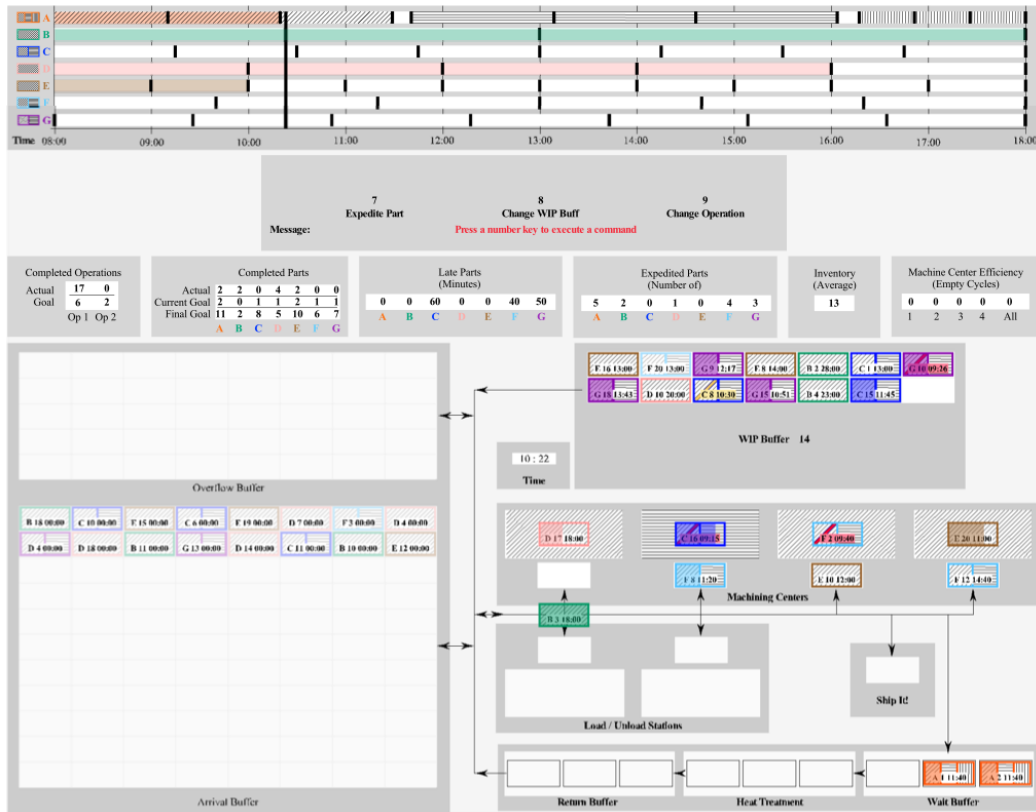 A
B
C
D
E
F
G
Time 08:00 09:00 10:00 11:00 12:00 13:00 14:00 15:00 16:00 17:00 18:00
7 8 9
Expedite Part Change WIP Buff Change Operation
Message: Press a number key to execute a command
Completed Operations
Actual 17 0
Goal 6 2
Op 1 Op 2
Completed Parts
Actual 2 2 0 4 2 0 0
Current Goal 2 0 1 1 2 1 1
Final Goal 11 2 8 5 10 6 7
A B C D E F G
Late Parts
(Minutes)
0 0 60 0 0 40 50
A B C D E F G
Expedited Parts
(Number of)
5 2 0 1 0 4 3
A B C D E F G
Inventory
(Average)
13
Machine Center Efficiency
(Empty Cycles)
0 0 0 0 0
1 2 3 4 All
E 16 13:00 F 20 13:00 G 9 12:17 E 8 14:00 B 2 28:00 C 1 13:00 G 10 09:26
G 18 13:43 D 10 20:00 C 8 10:30 G 15 10:51 B 4 23:00 C 15 11:45
WIP Buffer 14
10 : 22
Time
Overflow Buffer
B 18 00:00 C 10 00:00 E 15 00:00 C 6 00:00 E 19 00:00 D 7 00:00 F 3 00:00 D 4 00:00
D 4 00:00 D 18 00:00 B 11 00:00 G 13 00:00 D 14 00:00 C 11 00:00 B 10 00:00 E 12 00:00
D 17 18:00 C 16 09:15 F 2 09:40 E 20 11:00
F 8 11:20 E 10 12:00 F 12 14:40
Machining Centers
B 3 18:00
Load / Unload Stations
Ship It!
A 1 11:40 A 2 11:40
Arrival Buffer Return Buffer Heat Treatment Wait Buffer